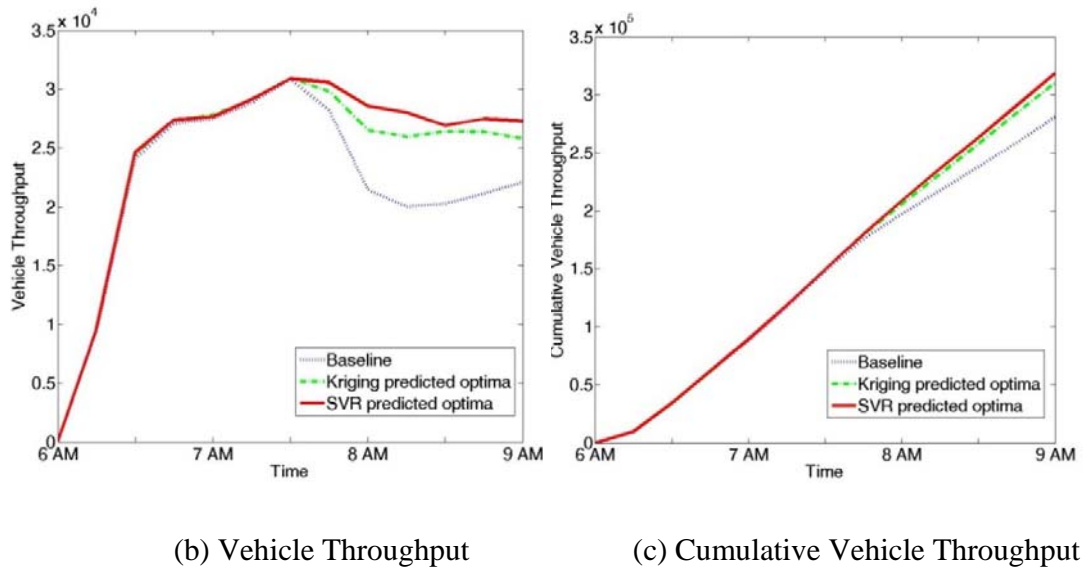 3.5 x 10^4
3
2.5
2
1.5
1
0.5
0
Vehicle Throughput
Baseline
Kriging predicted optima
SVR predicted optima
6 AM 7 AM 8 AM 9 AM
Time
3.5 x 10^5
3
2.5
2
1.5
1
0.5
0
Cumulative Vehicle Throughput
Baseline
Kriging predicted optima
SVR predicted optima
6 AM 7 AM 8 AM 9 AM
Time
(b) Vehicle Throughput (c) Cumulative Vehicle Throughput